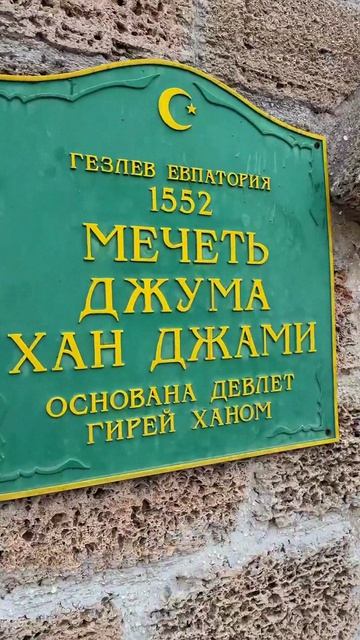 ГЕЗЛЕВ ЕВПАТОРИЯ
1552
МЕЧЕТЬ
ДЖУМА
ХАН ДЖАМИ
ОСНОВАНА ДЕВЛЕТ
ГИРЕЙ ХАНОМ